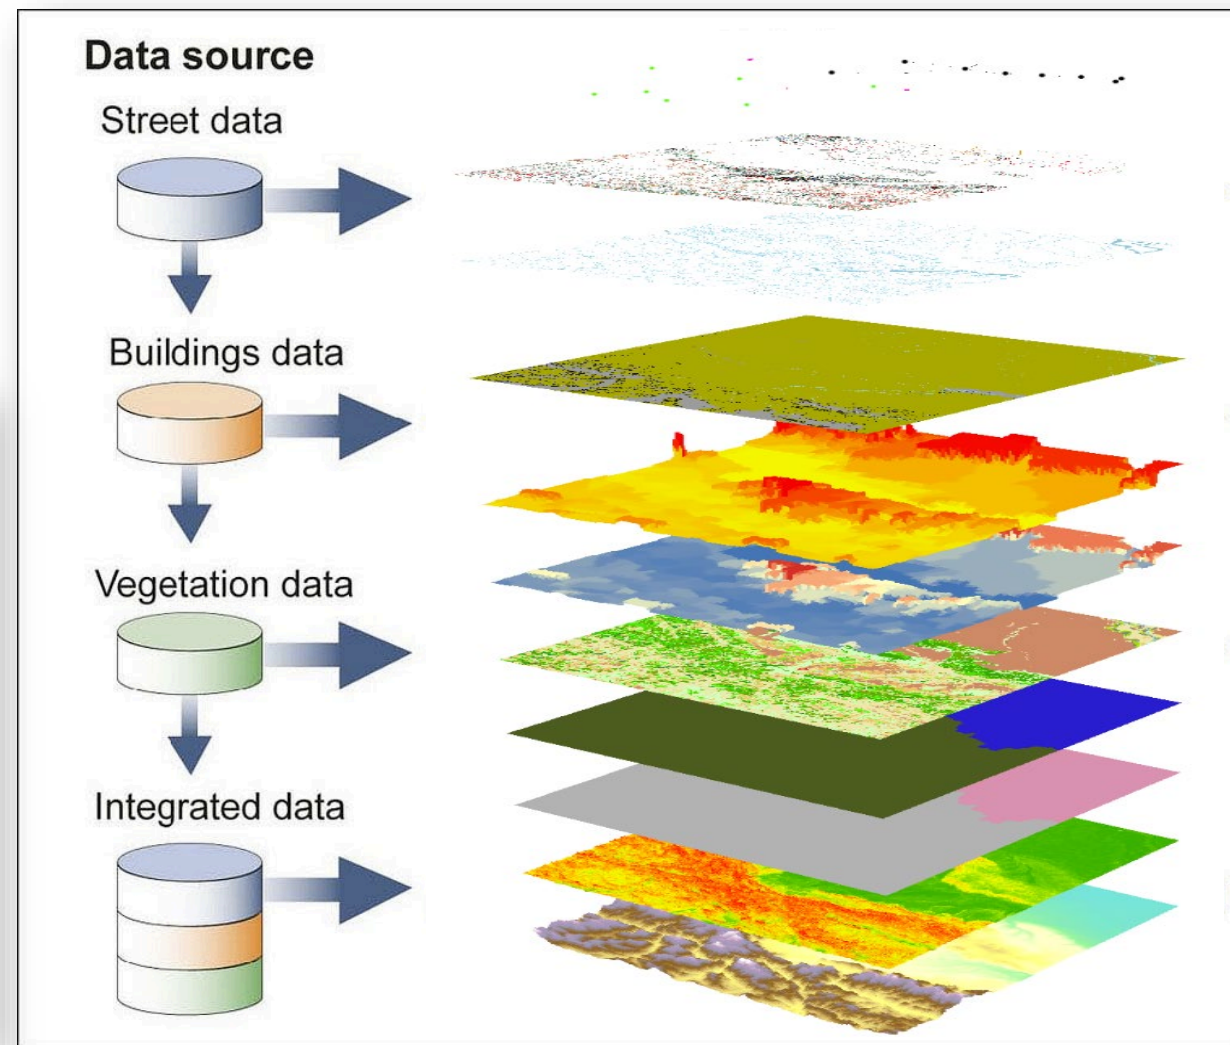 Data source
Street data
Buildings data
Vegetation data
Integrated data